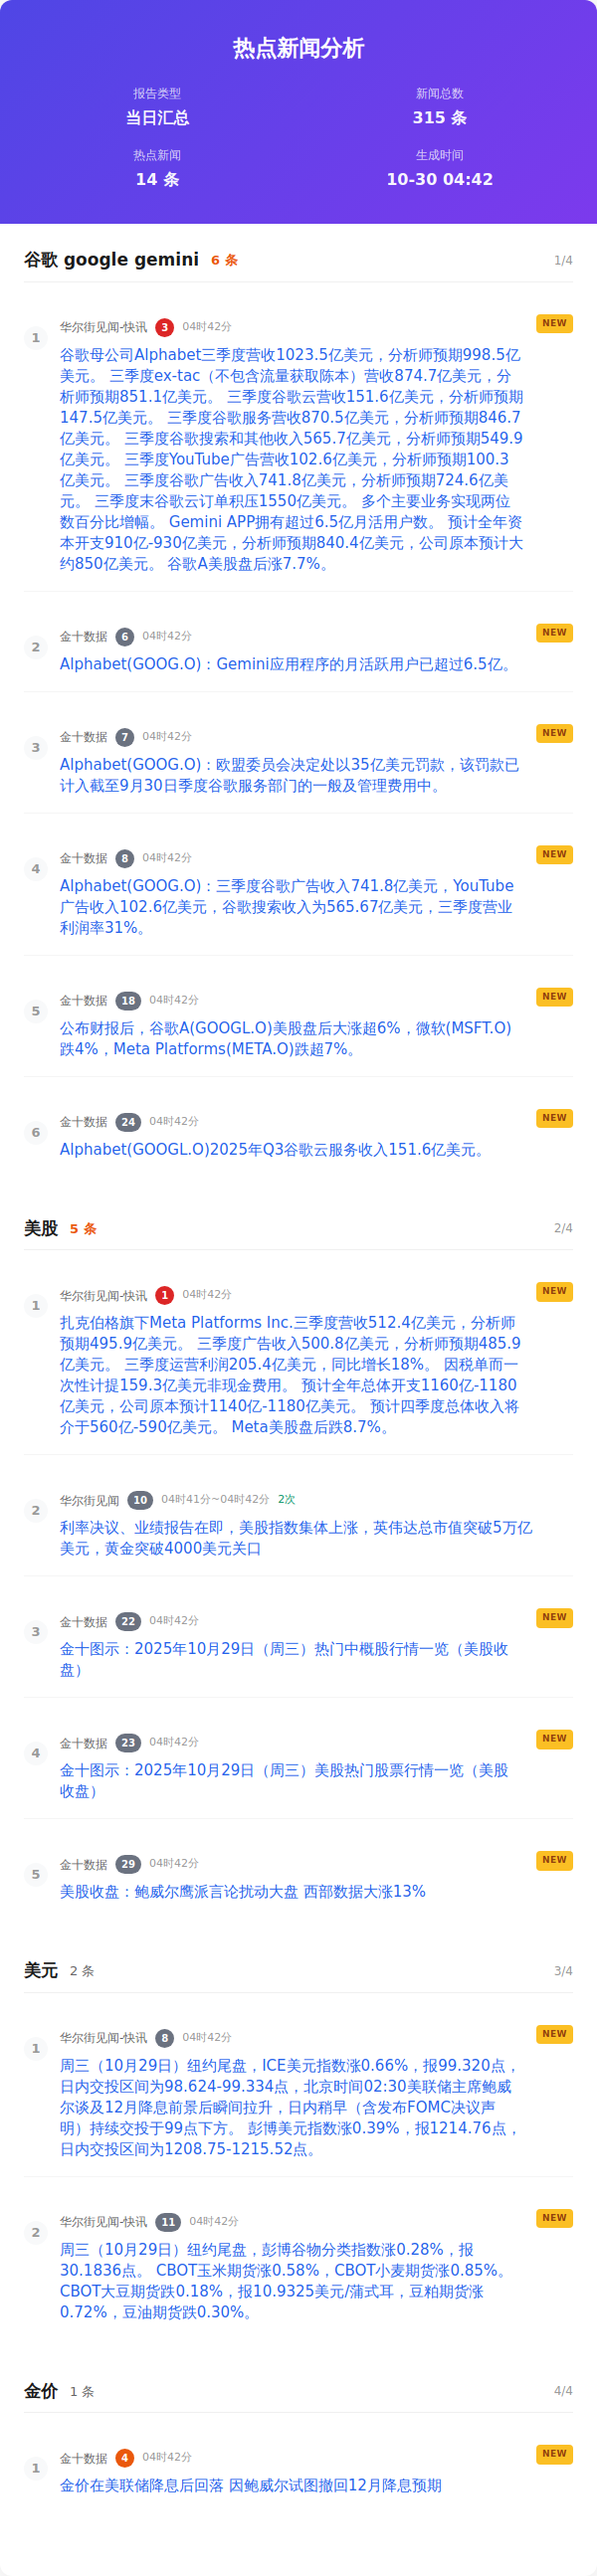 热点新闻分析
报告类型
当日汇总
新闻总数
315 条
热点新闻
14 条
生成时间
10-30 04:42
谷歌 google gemini 6 条 1/4
1 华尔街见闻-快讯 3 04时42分 NEW
谷歌母公司Alphabet三季度营收1023.5亿美元，分析师预期998.5亿
美元。 三季度ex-tac（不包含流量获取陈本）营收874.7亿美元，分
析师预期851.1亿美元。 三季度谷歌云营收151.6亿美元，分析师预期
147.5亿美元。 三季度谷歌服务营收870.5亿美元，分析师预期846.7
亿美元。 三季度谷歌搜索和其他收入565.7亿美元，分析师预期549.9
亿美元。 三季度YouTube广告营收102.6亿美元，分析师预期100.3
亿美元。 三季度谷歌广告收入741.8亿美元，分析师预期724.6亿美
元。 三季度末谷歌云订单积压1550亿美元。 多个主要业务实现两位
数百分比增幅。 Gemini APP拥有超过6.5亿月活用户数。 预计全年资
本开支910亿-930亿美元，分析师预期840.4亿美元，公司原本预计大
约850亿美元。 谷歌A美股盘后涨7.7%。
2 金十数据 6 04时42分 NEW
Alphabet(GOOG.O)：Gemini应用程序的月活跃用户已超过6.5亿。
3 金十数据 7 04时42分 NEW
Alphabet(GOOG.O)：欧盟委员会决定处以35亿美元罚款，该罚款已
计入截至9月30日季度谷歌服务部门的一般及管理费用中。
4 金十数据 8 04时42分 NEW
Alphabet(GOOG.O)：三季度谷歌广告收入741.8亿美元，YouTube
广告收入102.6亿美元，谷歌搜索收入为565.67亿美元，三季度营业
利润率31%。
5 金十数据 18 04时42分 NEW
公布财报后，谷歌A(GOOGL.O)美股盘后大涨超6%，微软(MSFT.O)
跌4%，Meta Platforms(META.O)跌超7%。
6 金十数据 24 04时42分 NEW
Alphabet(GOOGL.O)2025年Q3谷歌云服务收入151.6亿美元。
美股 5 条 2/4
1 华尔街见闻-快讯 1 04时42分 NEW
扎克伯格旗下Meta Platforms Inc.三季度营收512.4亿美元，分析师
预期495.9亿美元。 三季度广告收入500.8亿美元，分析师预期485.9
亿美元。 三季度运营利润205.4亿美元，同比增长18%。 因税单而一
次性计提159.3亿美元非现金费用。 预计全年总体开支1160亿-1180
亿美元，公司原本预计1140亿-1180亿美元。 预计四季度总体收入将
介于560亿-590亿美元。 Meta美股盘后跌8.7%。
2 华尔街见闻 10 04时41分~04时42分 2次
利率决议、业绩报告在即，美股指数集体上涨，英伟达总市值突破5万亿
美元，黄金突破4000美元关口
3 金十数据 22 04时42分 NEW
金十图示：2025年10月29日（周三）热门中概股行情一览（美股收
盘）
4 金十数据 23 04时42分 NEW
金十图示：2025年10月29日（周三）美股热门股票行情一览（美股
收盘）
5 金十数据 29 04时42分 NEW
美股收盘：鲍威尔鹰派言论扰动大盘 西部数据大涨13%
美元 2 条 3/4
1 华尔街见闻-快讯 8 04时42分 NEW
周三（10月29日）纽约尾盘，ICE美元指数涨0.66%，报99.320点，
日内交投区间为98.624-99.334点，北京时间02:30美联储主席鲍威
尔谈及12月降息前景后瞬间拉升，日内稍早（含发布FOMC决议声
明）持续交投于99点下方。 彭博美元指数涨0.39%，报1214.76点，
日内交投区间为1208.75-1215.52点。
2 华尔街见闻-快讯 11 04时42分 NEW
周三（10月29日）纽约尾盘，彭博谷物分类指数涨0.28%，报
30.1836点。 CBOT玉米期货涨0.58%，CBOT小麦期货涨0.85%。
CBOT大豆期货跌0.18%，报10.9325美元/蒲式耳，豆粕期货涨
0.72%，豆油期货跌0.30%。
金价 1 条 4/4
1 金十数据 4 04时42分 NEW
金价在美联储降息后回落 因鲍威尔试图撤回12月降息预期